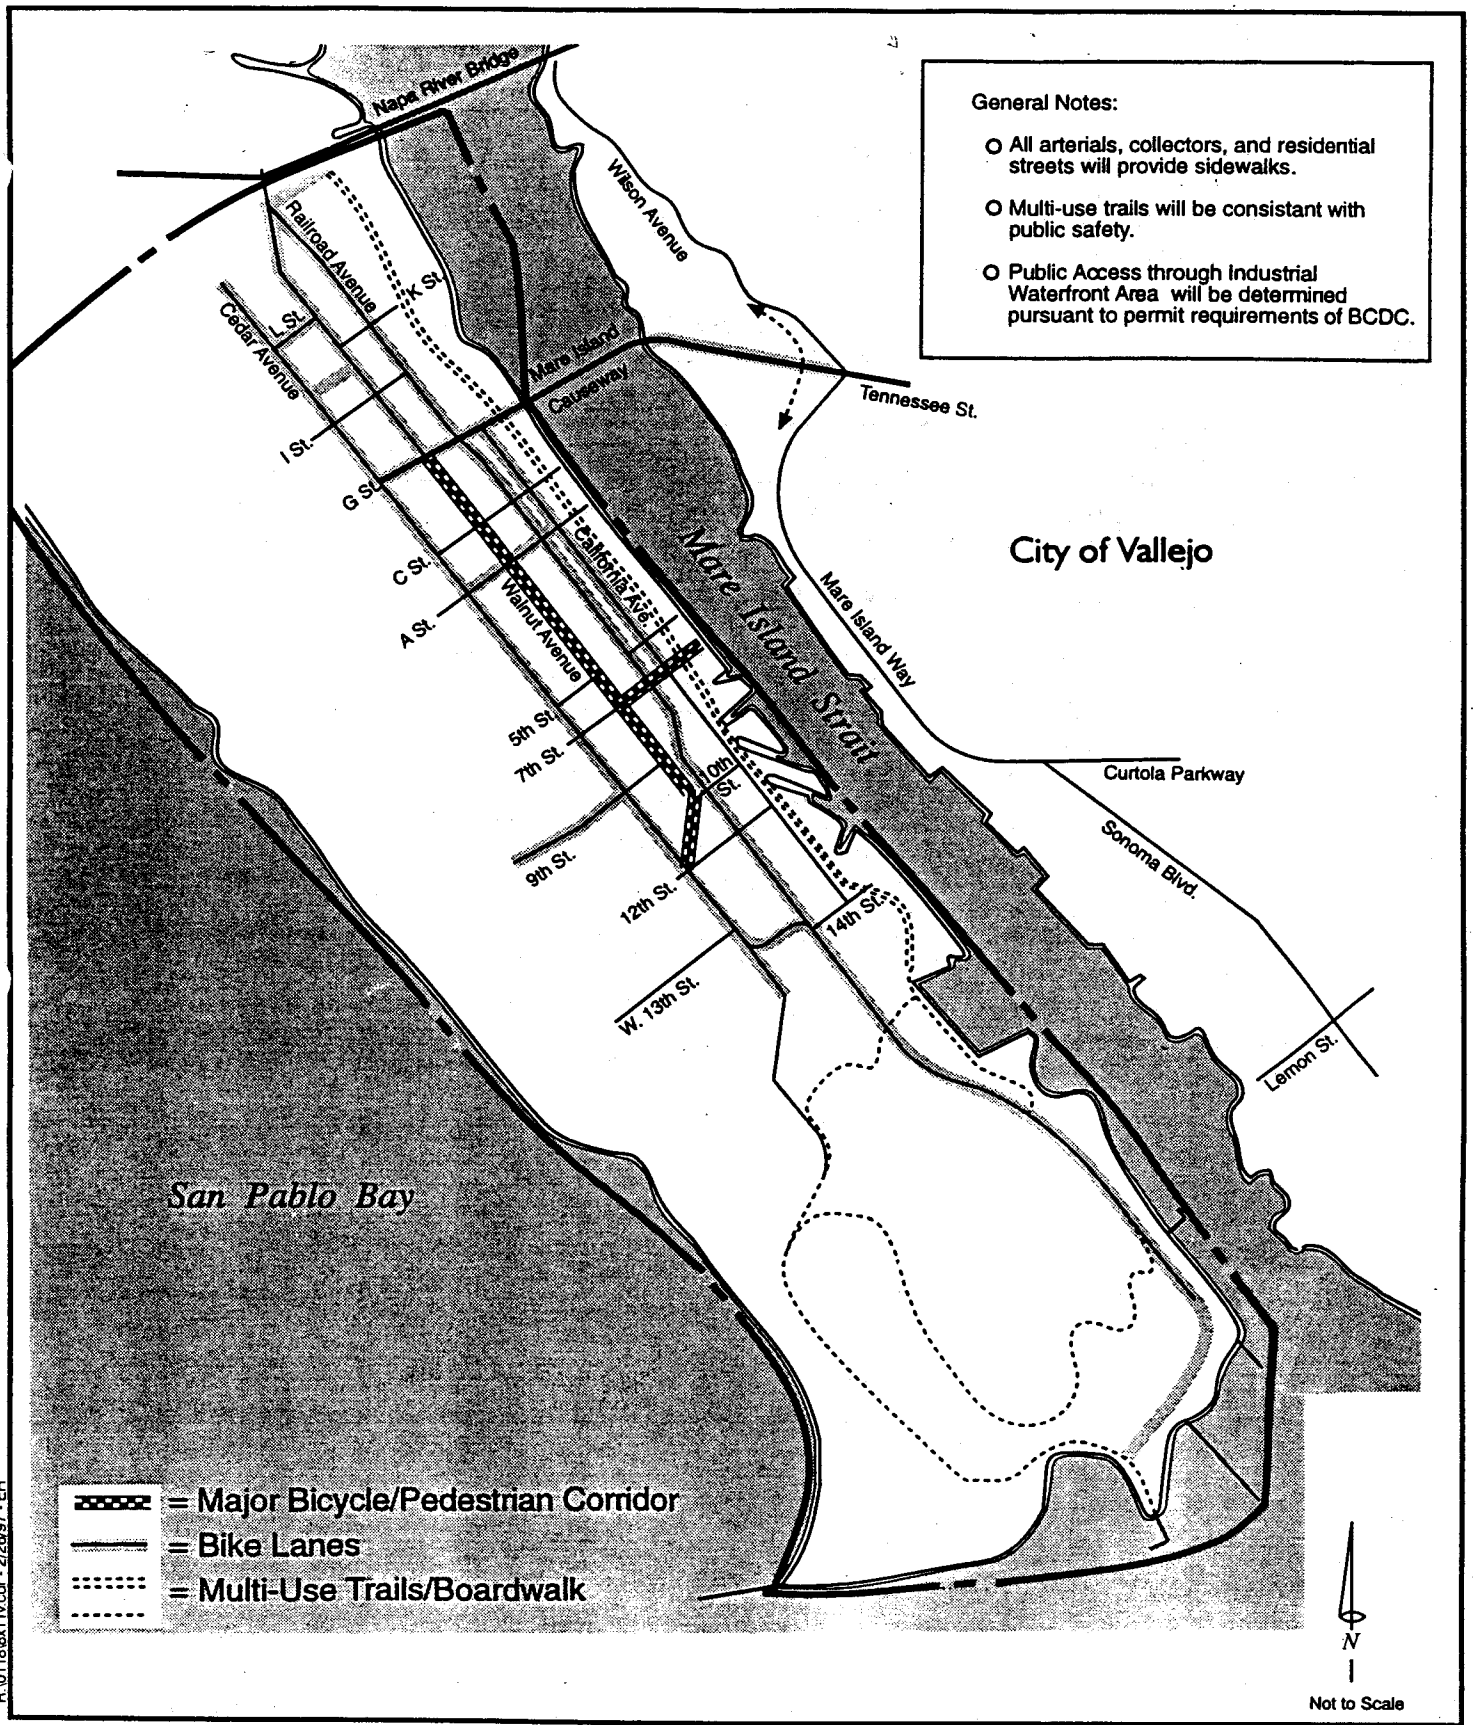 Napa River Bridge
General Notes:
All arterials, collectors, and residential
streets will provide sidewalks.
Multi-use trails will be consistant with
public safety.
Public Access through Industrial
Waterfront Area will be determined
pursuant to permit requirements of BCDC.
Wilson Avenue
Railroad Avenue
K St.
L St.
Cedar Avenue
Mare Island
Causeway
Tennessee St.
I St.
G St.
C St.
A St.
California Ave.
Walnut Avenue
Mare Island Strait
City of Vallejo
Mare Island Way
5th St.
7th St.
10th
St.
9th St.
12th St.
14th St.
W. 13th St.
Curtola Parkway
Sonoma Blvd.
Lemon St.
San Pablo Bay
= Major Bicycle/Pedestrian Corridor
= Bike Lanes
= Multi-Use Trails/Boardwalk
N
Not to Scale